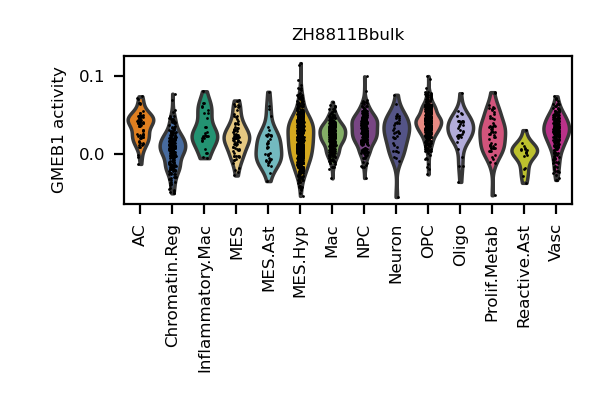 ZH8811Bbulk
GMEB1 activity
0.1
0.0
AC
Chromatin.Reg
Inflammatory.Mac
MES
MES.Ast
MES.Hyp
Mac
NPC
Neuron
OPC
Oligo
Prolif.Metab
Reactive.Ast
Vasc